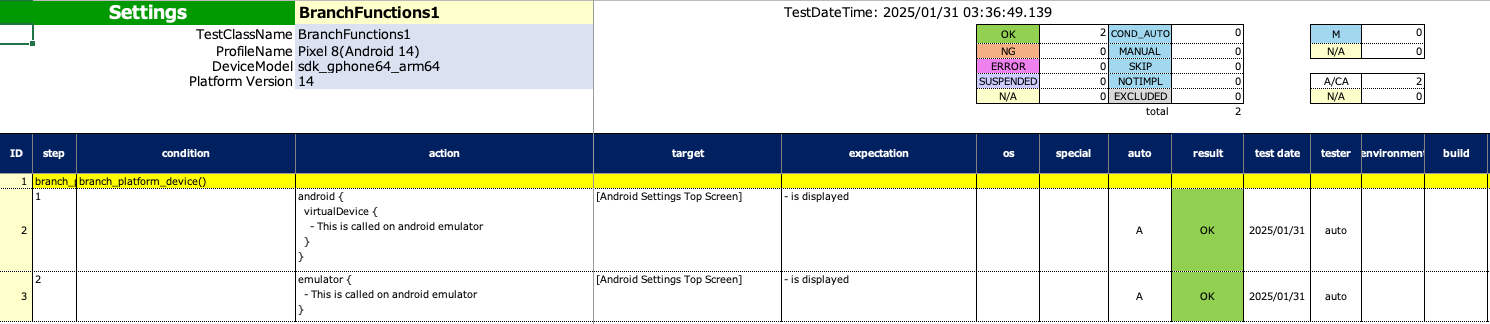 Settings BranchFunctions1 TestDateTime: 2025/01/31 03:36:49.139
TestClassName BranchFunctions1 OK 2 COND_AUTO 0 M 0
ProfileName Pixel 8(Android 14) NG 0 MANUAL 0 N/A 0
DeviceModel sdk_gphone64_arm64 ERROR 0 SKIP 0
Platform Version 14 SUSPENDED 0 NOTIMPL 0 A/CA 2
N/A 0 EXCLUDED 0 N/A 0
total 2
ID step condition action target expectation os special auto result test date tester environment build
1 branch_ branch_platform_device()
2 1 android { [Android Settings Top Screen] - is displayed A OK 2025/01/31 auto
virtualDevice {
- This is called on android emulator
}
}
3 2 emulator { [Android Settings Top Screen] - is displayed A OK 2025/01/31 auto
- This is called on android emulator
}